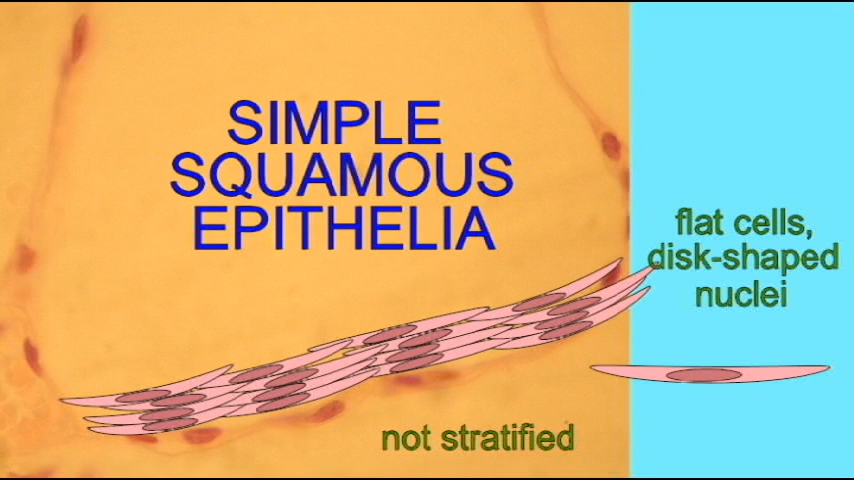 SIMPLE
SQUAMOUS
EPITHELIA
flat cells,
disk-shaped
nuclei
not stratified